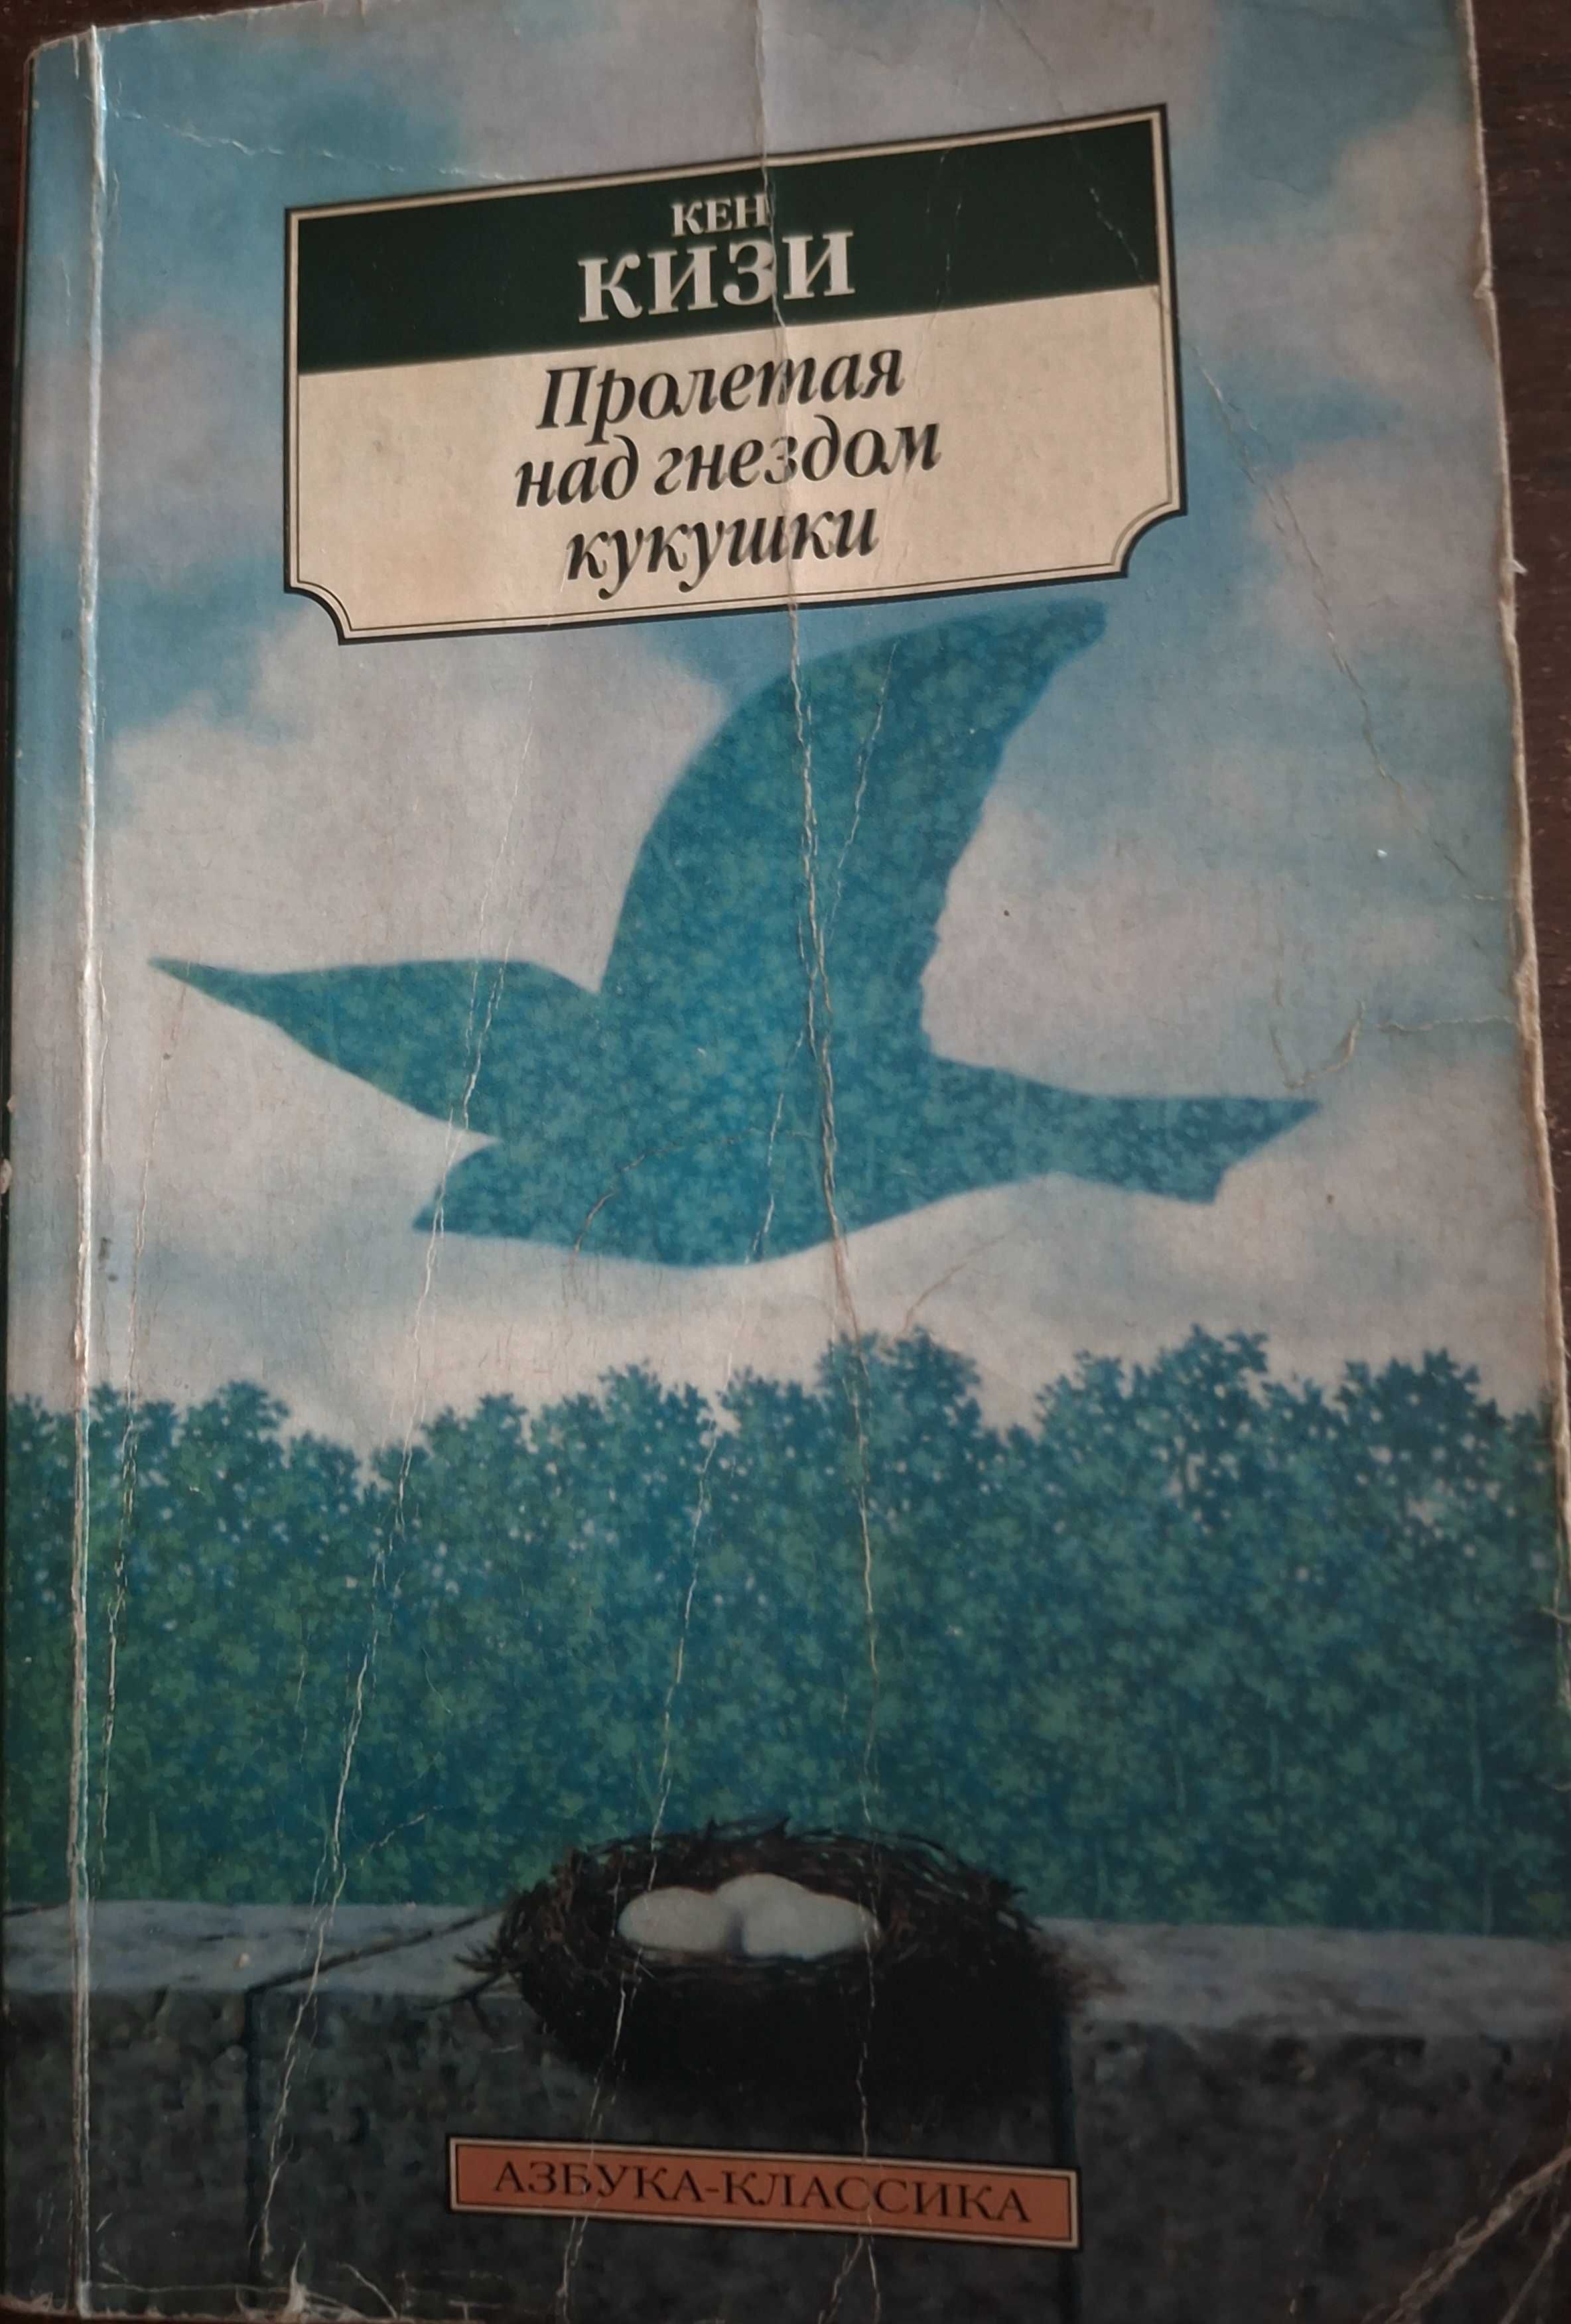 КЕН
КИЗИ
Пролетая
над гнездом
кукушки
АЗБУКА-КЛАССИКА